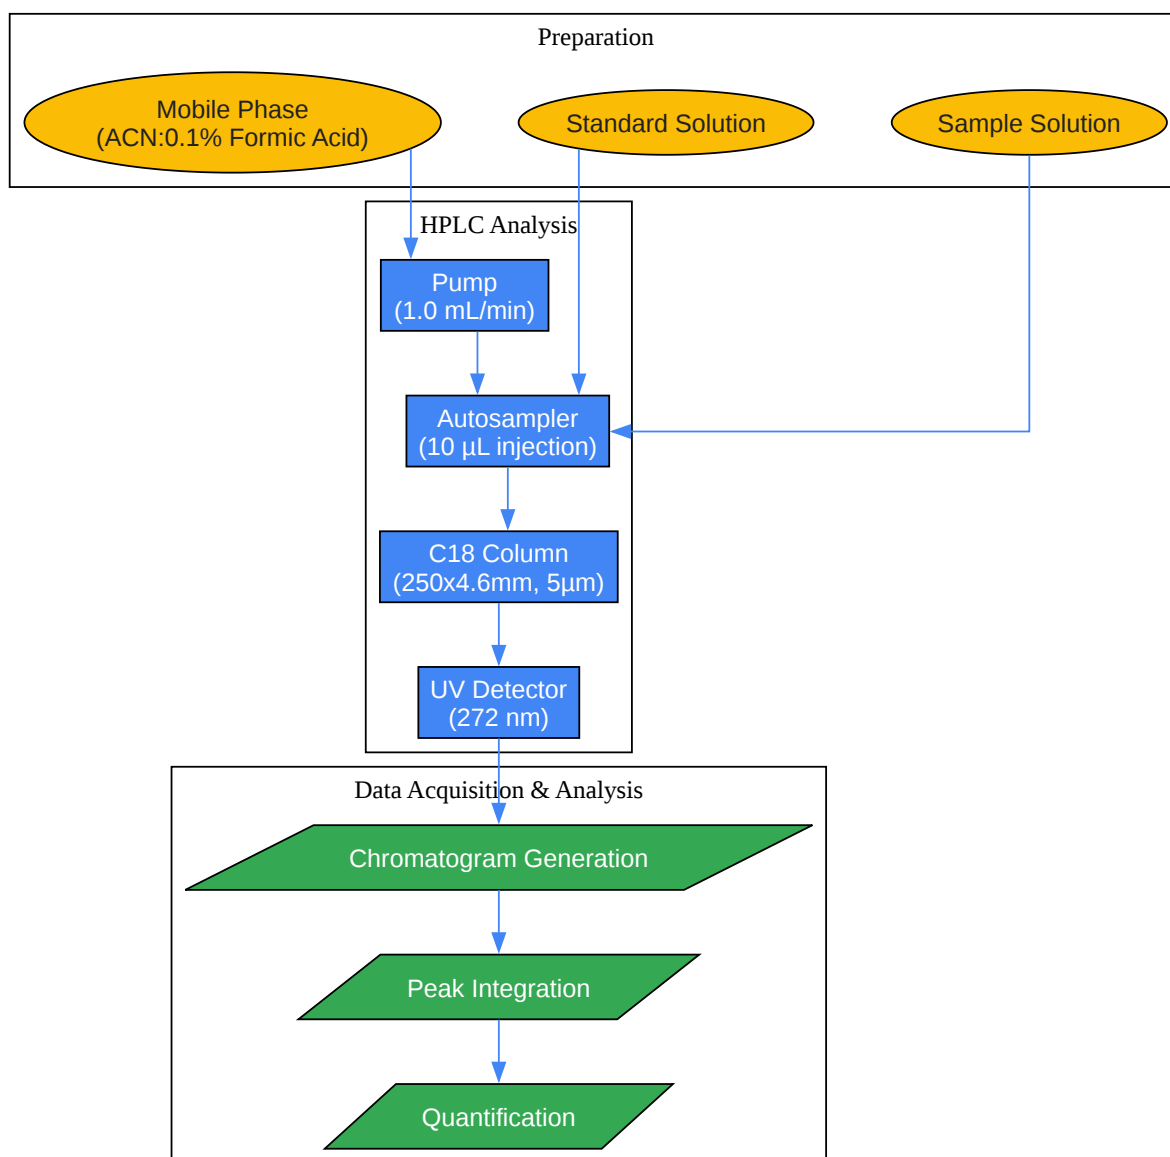 Preparation
Mobile Phase
(ACN:0.1% Formic Acid)
Standard Solution
Sample Solution
HPLC Analysis
Pump
(1.0 mL/min)
Autosampler
(10 µL injection)
C18 Column
(250x4.6mm, 5µm)
UV Detector
(272 nm)
Data Acquisition & Analysis
Chromatogram Generation
Peak Integration
Quantification